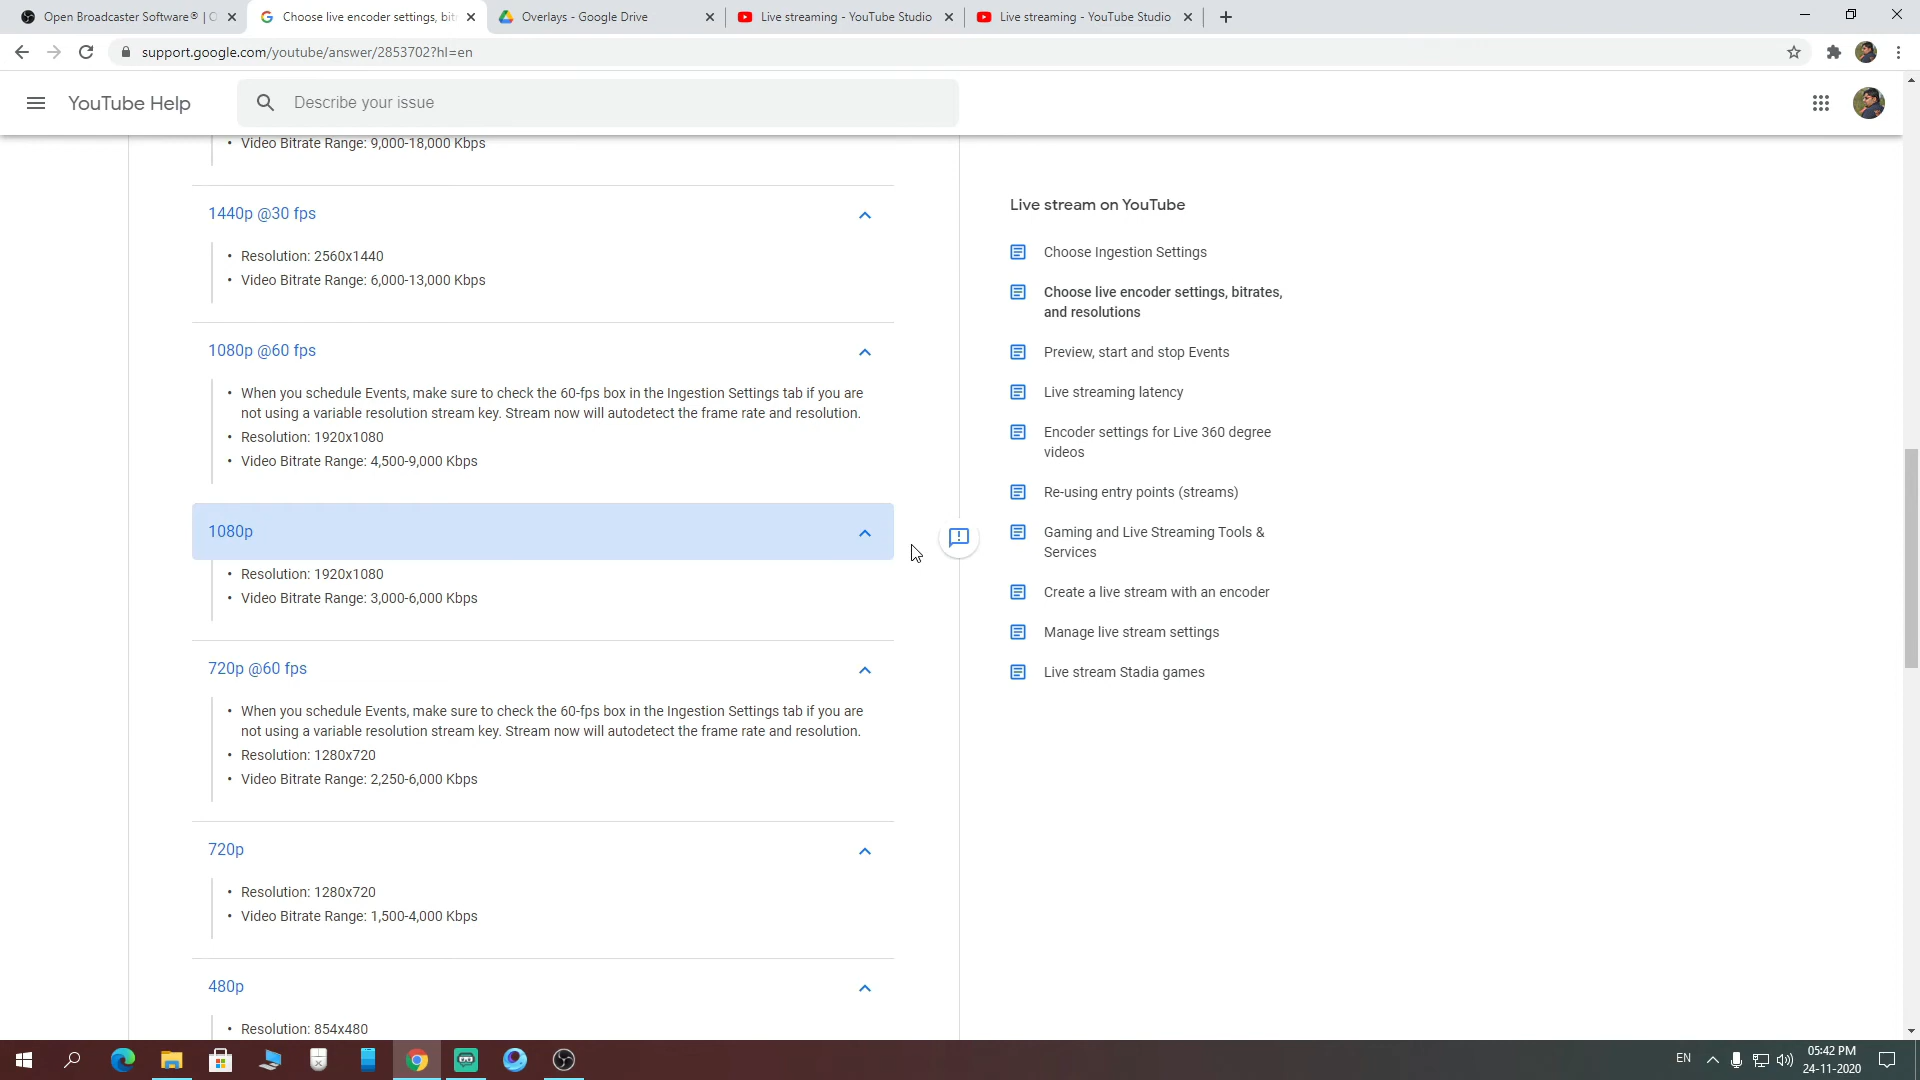 Open Broadcaster Software® | O
Choose live encoder settings, bit
Overlays - Google Drive
Live streaming - YouTube Studio
Live streaming - YouTube Studio
support.google.com/youtube/answer/2853702?hl=en
YouTube Help
Describe your issue
• Video Bitrate Range: 9,000-18,000 Kbps
1440p @30 fps
• Resolution: 2560x1440
• Video Bitrate Range: 6,000-13,000 Kbps
1080p @60 fps
• When you schedule Events, make sure to check the 60-fps box in the Ingestion Settings tab if you are
not using a variable resolution stream key. Stream now will autodetect the frame rate and resolution.
• Resolution: 1920x1080
• Video Bitrate Range: 4,500-9,000 Kbps
1080p
• Resolution: 1920x1080
• Video Bitrate Range: 3,000-6,000 Kbps
720p @60 fps
• When you schedule Events, make sure to check the 60-fps box in the Ingestion Settings tab if you are
not using a variable resolution stream key. Stream now will autodetect the frame rate and resolution.
• Resolution: 1280x720
• Video Bitrate Range: 2,250-6,000 Kbps
720p
• Resolution: 1280x720
• Video Bitrate Range: 1,500-4,000 Kbps
480p
• Resolution: 854x480
Live stream on YouTube
Choose Ingestion Settings
Choose live encoder settings, bitrates,
and resolutions
Preview, start and stop Events
Live streaming latency
Encoder settings for Live 360 degree
videos
Re-using entry points (streams)
Gaming and Live Streaming Tools &
Services
Create a live stream with an encoder
Manage live stream settings
Live stream Stadia games
EN
05:42 PM
24-11-2020